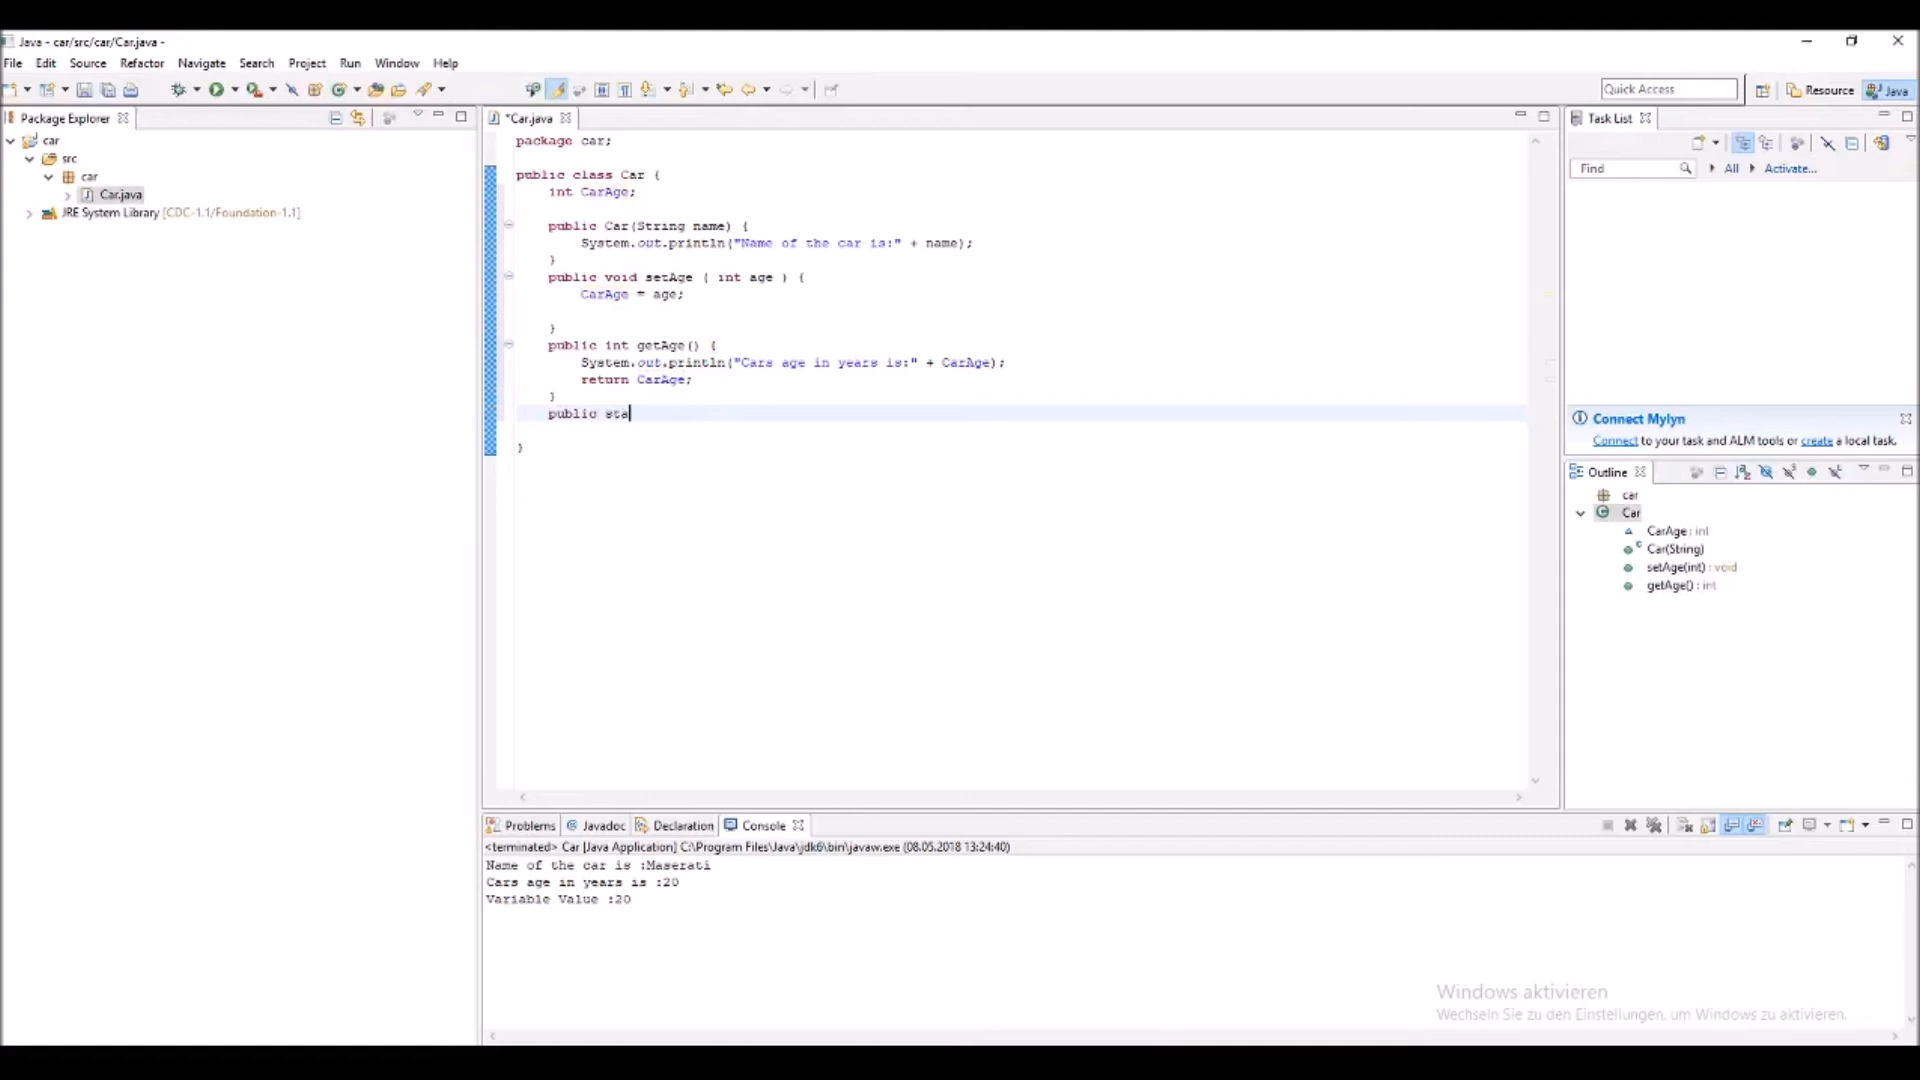 Java - car/src/car/Car.java -
File Edit Source Refactor Navigate Search Project Run Window Help
Quick Access
Resource
Java
Package Explorer
car
src
car
Car.java
JRE System Library [CDC-1.1/Foundation-1.1]
*Car.java
package car;
public class Car {
int CarAge;
public Car(String name) {
System.out.println("Name of the car is:" + name);
}
public void setAge ( int age ) {
CarAge = age;
}
public int getAge() {
System.out.println("Cars age in years is:" + CarAge);
return CarAge;
}
public sta
}
Task List
Find
All
Activate...
Connect Mylyn
Connect to your task and ALM tools or create a local task.
Outline
car
Car
CarAge : int
Car(String)
setAge(int) : void
getAge() : int
Problems Javadoc Declaration Console
<terminated> Car [Java Application] C:\Program Files\Java\jdk6\bin\javaw.exe (08.05.2018 13:24:40)
Name of the car is :Maserati
Cars age in years is :20
Variable Value :20
Windows aktivieren
Wechseln Sie zu den Einstellungen, um Windows zu aktivieren.